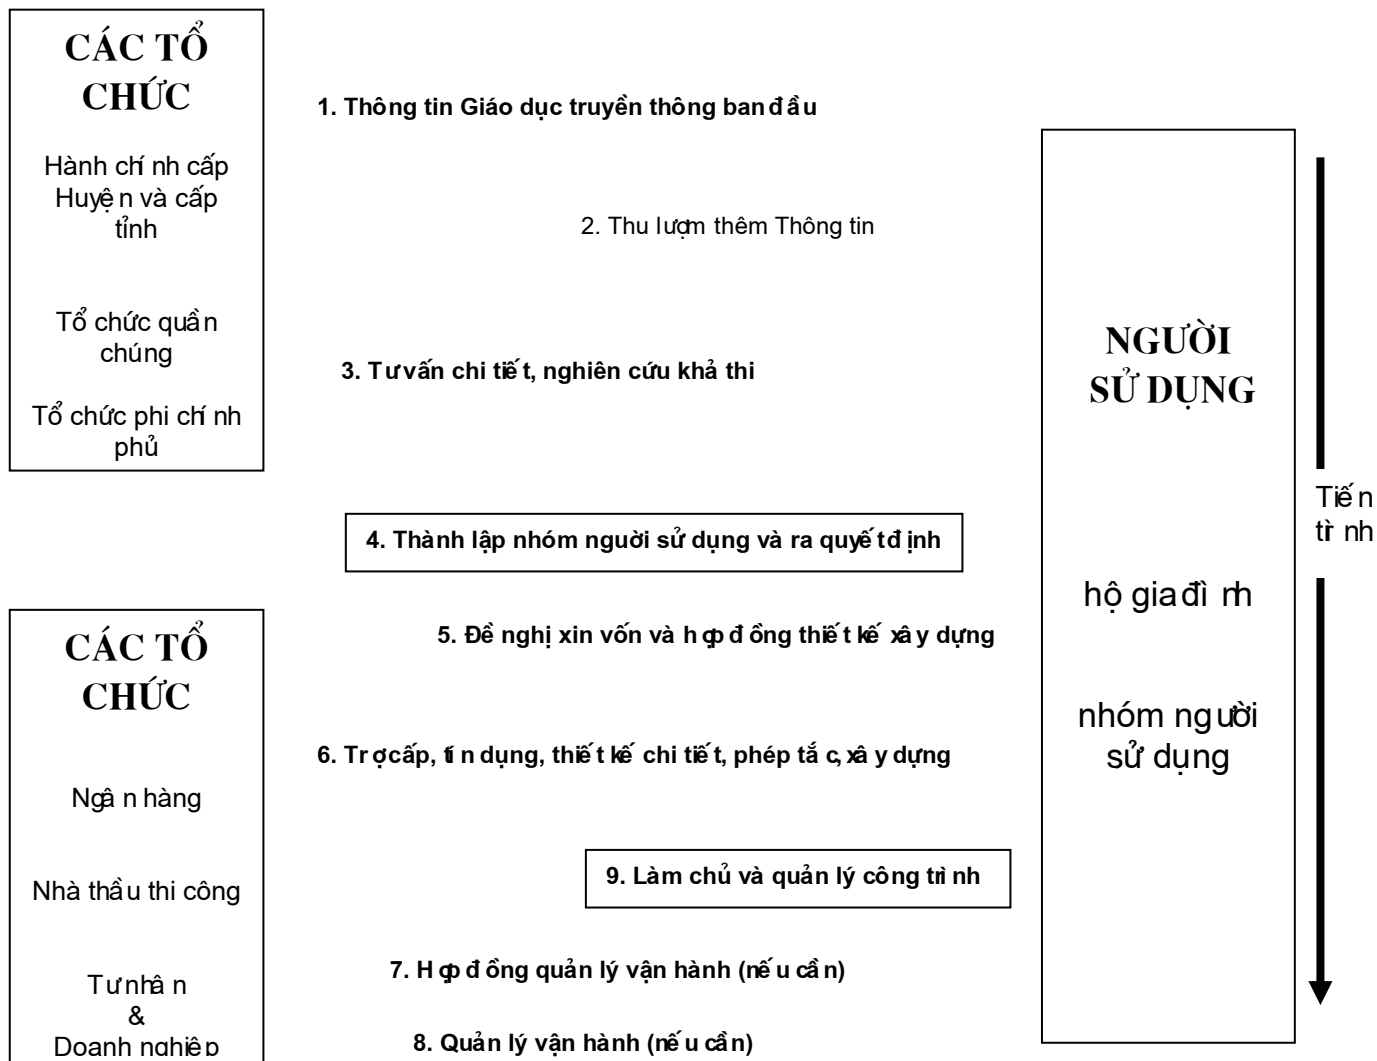 CÁC TỔ
CHỨC
Hành chính cấp
Huyện và cấp
tỉnh
Tổ chức quần
chúng
Tổ chức phi chính
phủ
1. Thông tin Giáo dục truyền thông ban đầu
2. Thu lượm thêm Thông tin
3. Tư vấn chi tiết, nghiên cứu khả thi
4. Thành lập nhóm nguời sử dụng và ra quyết định
5. Đề nghị xin vốn và hợp đồng thiết kế xây dựng
CÁC TỔ
CHỨC
Ngân hàng
Nhà thầu thi công
Tư nhân
&
Doanh nghiệp
6. Trợ cấp, tín dụng, thiết kế chi tiết, phép tắc, xây dựng
9. Làm chủ và quản lý công trình
7. Hợp đồng quản lý vận hành (nếu cần)
8. Quản lý vận hành (nếu cần)
NGƯỜI
SỬ DỤNG
hộ gia đình
nhóm người
sử dụng
Tiến
trình